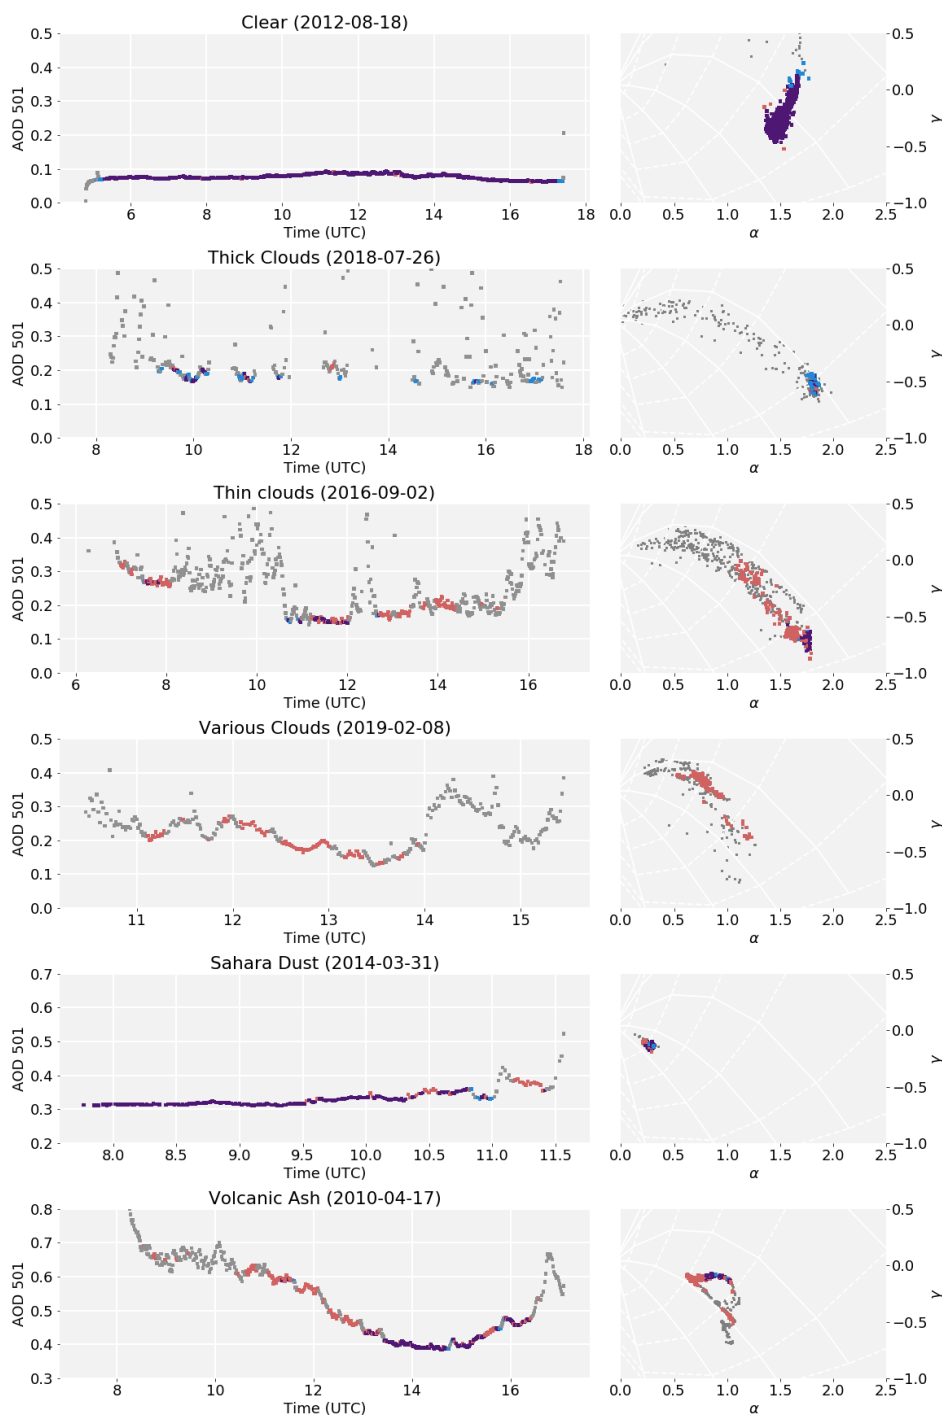 Clear (2012-08-18)
0.5
0.4
0.3
0.2
0.1
0.0
AOD 501
6 8 10 12 14 16 18
Time (UTC)
0.5
0.0
−0.5
−1.0
γ
0.0 0.5 1.0 1.5 2.0 2.5
α
Thick Clouds (2018-07-26)
0.5
0.4
0.3
0.2
0.1
0.0
AOD 501
8 10 12 14 16 18
Time (UTC)
0.5
0.0
−0.5
−1.0
γ
0.0 0.5 1.0 1.5 2.0 2.5
α
Thin clouds (2016-09-02)
0.5
0.4
0.3
0.2
0.1
0.0
AOD 501
6 8 10 12 14 16
Time (UTC)
0.5
0.0
−0.5
−1.0
γ
0.0 0.5 1.0 1.5 2.0 2.5
α
Various Clouds (2019-02-08)
0.5
0.4
0.3
0.2
0.1
0.0
AOD 501
11 12 13 14 15
Time (UTC)
0.5
0.0
−0.5
−1.0
γ
0.0 0.5 1.0 1.5 2.0 2.5
α
Sahara Dust (2014-03-31)
0.7
0.6
0.5
0.4
0.3
0.2
AOD 501
8.0 8.5 9.0 9.5 10.0 10.5 11.0 11.5
Time (UTC)
0.5
0.0
−0.5
−1.0
γ
0.0 0.5 1.0 1.5 2.0 2.5
α
Volcanic Ash (2010-04-17)
0.8
0.7
0.6
0.5
0.4
0.3
AOD 501
8 10 12 14 16
Time (UTC)
0.5
0.0
−0.5
−1.0
γ
0.0 0.5 1.0 1.5 2.0 2.5
α